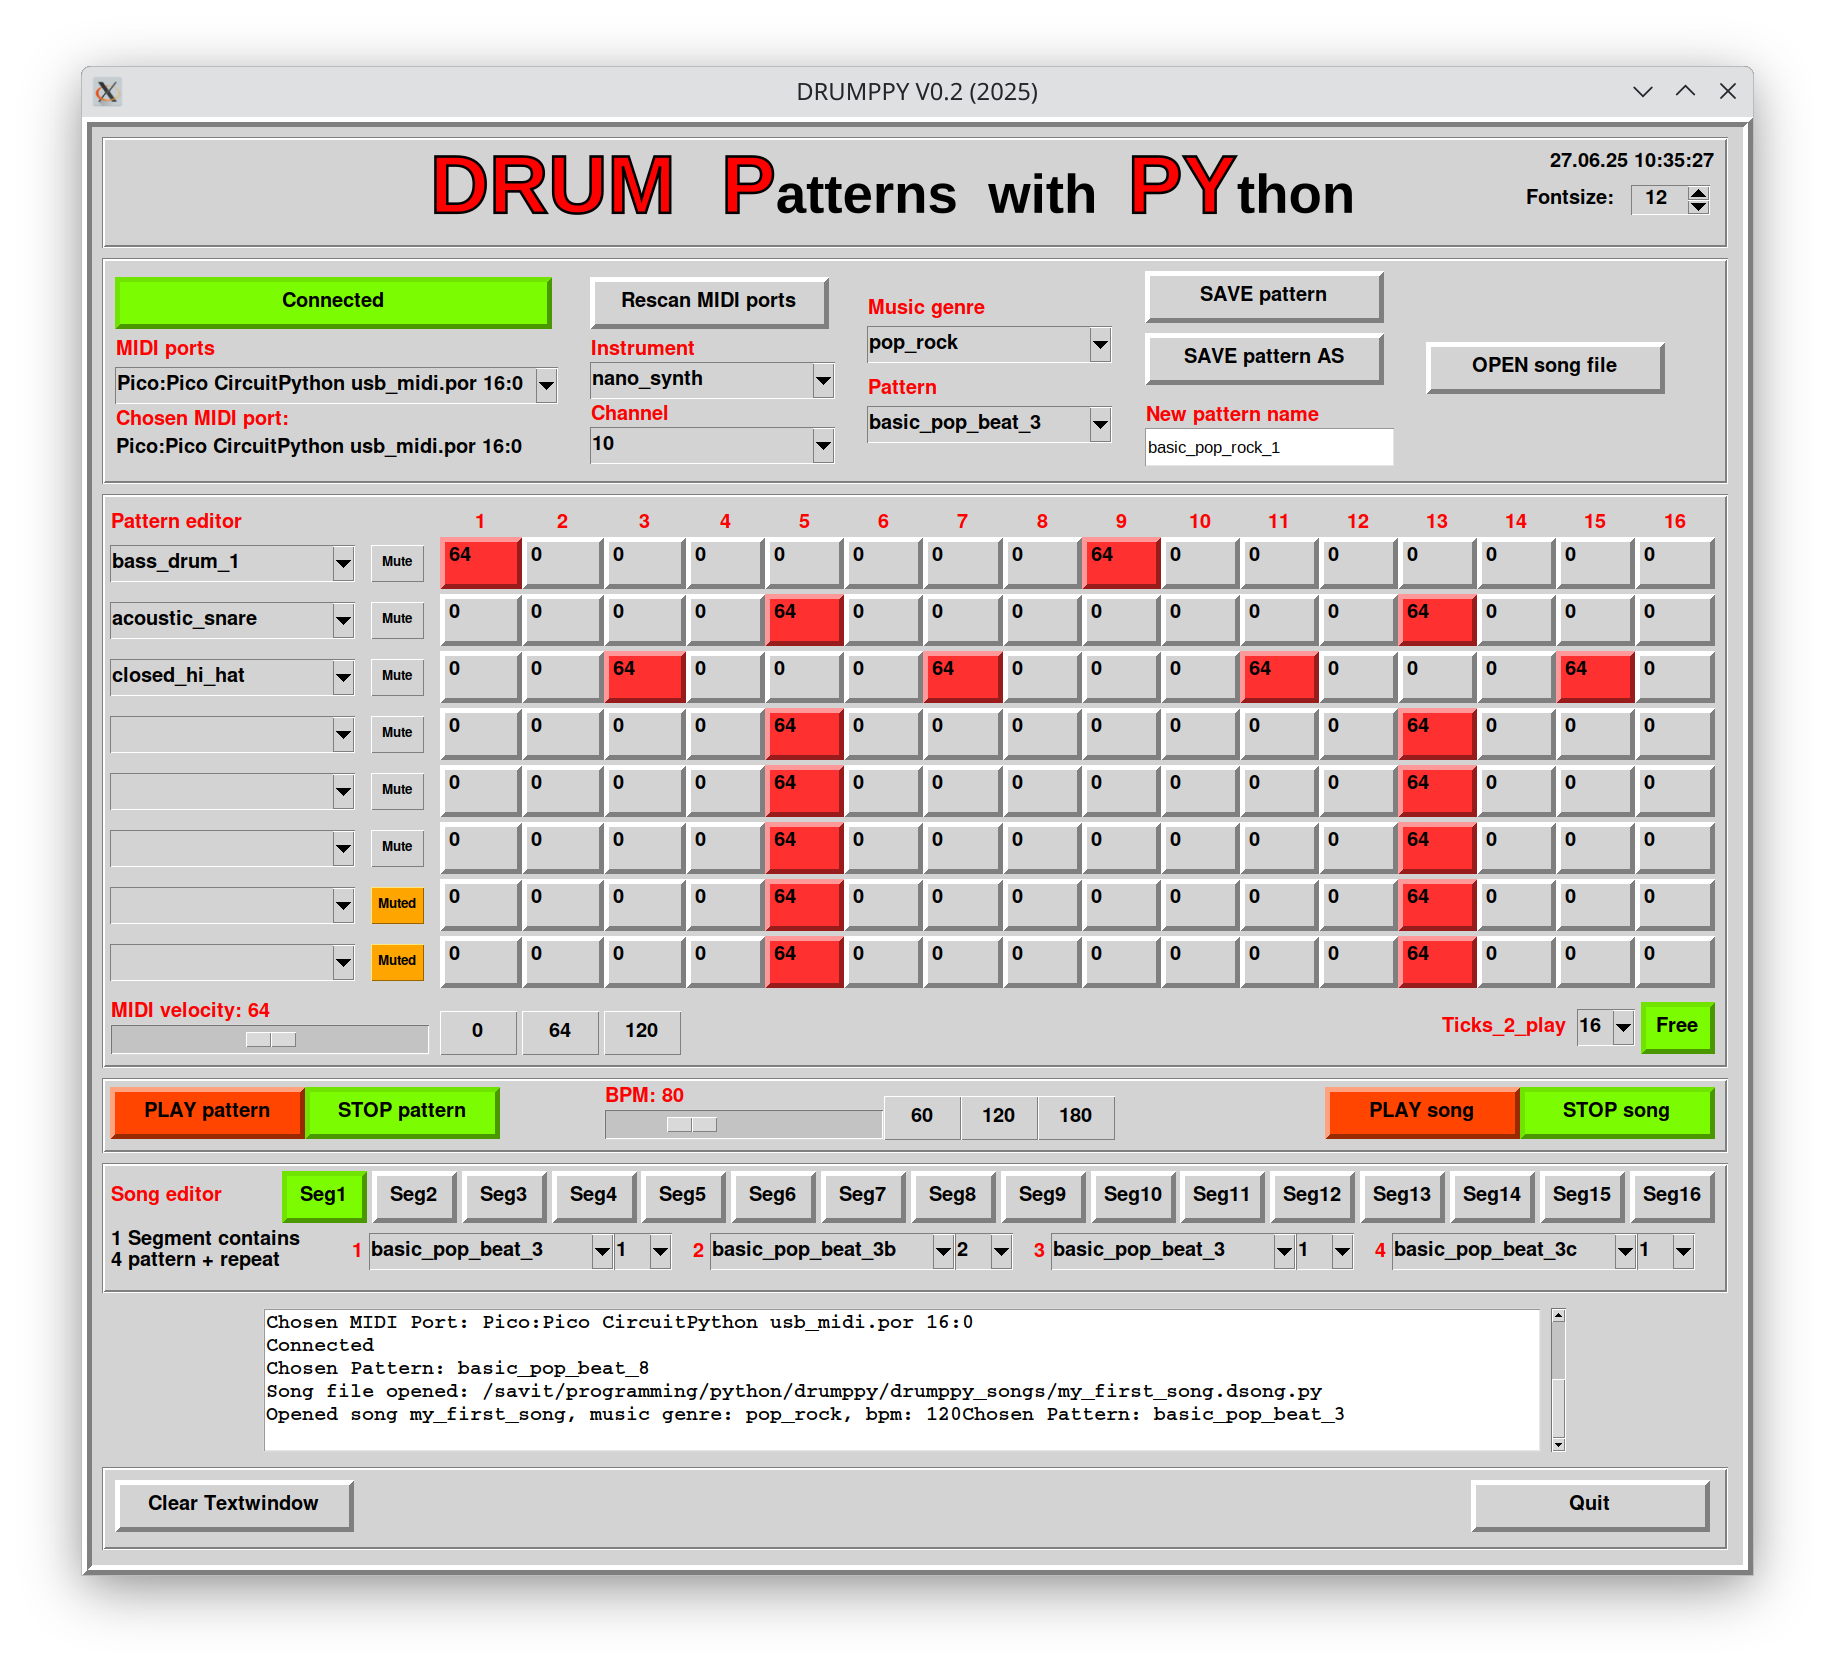 DRUMPPY V0.2 (2025)
DRUM Patterns with PYthon
27.06.25 10:35:27
Fontsize: 12
Connected
Rescan MIDI ports
Music genre
SAVE pattern
MIDI ports
Instrument
pop_rock
SAVE pattern AS
OPEN song file
Pico:Pico CircuitPython usb_midi.por 16:0
nano_synth
Pattern
Chosen MIDI port:
Channel
basic_pop_beat_3
New pattern name
Pico:Pico CircuitPython usb_midi.por 16:0
10
basic_pop_rock_1
Pattern editor 1 2 3 4 5 6 7 8 9 10 11 12 13 14 15 16
bass_drum_1 Mute 64 0 0 0 0 0 0 0 64 0 0 0 0 0 0 0
acoustic_snare Mute 0 0 0 0 64 0 0 0 0 0 0 0 64 0 0 0
closed_hi_hat Mute 0 0 64 0 0 0 64 0 0 0 64 0 0 0 64 0
Mute 0 0 0 0 64 0 0 0 0 0 0 0 64 0 0 0
Mute 0 0 0 0 64 0 0 0 0 0 0 0 64 0 0 0
Mute 0 0 0 0 64 0 0 0 0 0 0 0 64 0 0 0
Muted 0 0 0 0 64 0 0 0 0 0 0 0 64 0 0 0
Muted 0 0 0 0 64 0 0 0 0 0 0 0 64 0 0 0
MIDI velocity: 64
0 64 120
Ticks_2_play 16 Free
PLAY pattern STOP pattern
BPM: 80
60 120 180
PLAY song STOP song
Song editor Seg1 Seg2 Seg3 Seg4 Seg5 Seg6 Seg7 Seg8 Seg9 Seg10 Seg11 Seg12 Seg13 Seg14 Seg15 Seg16
1 Segment contains
4 pattern + repeat
1 basic_pop_beat_3 1 2 basic_pop_beat_3b 2 3 basic_pop_beat_3 1 4 basic_pop_beat_3c 1
Chosen MIDI Port: Pico:Pico CircuitPython usb_midi.por 16:0
Connected
Chosen Pattern: basic_pop_beat_8
Song file opened: /savit/programming/python/drumppy/drumppy_songs/my_first_song.dsong.py
Opened song my_first_song, music genre: pop_rock, bpm: 120Chosen Pattern: basic_pop_beat_3
Clear Textwindow
Quit